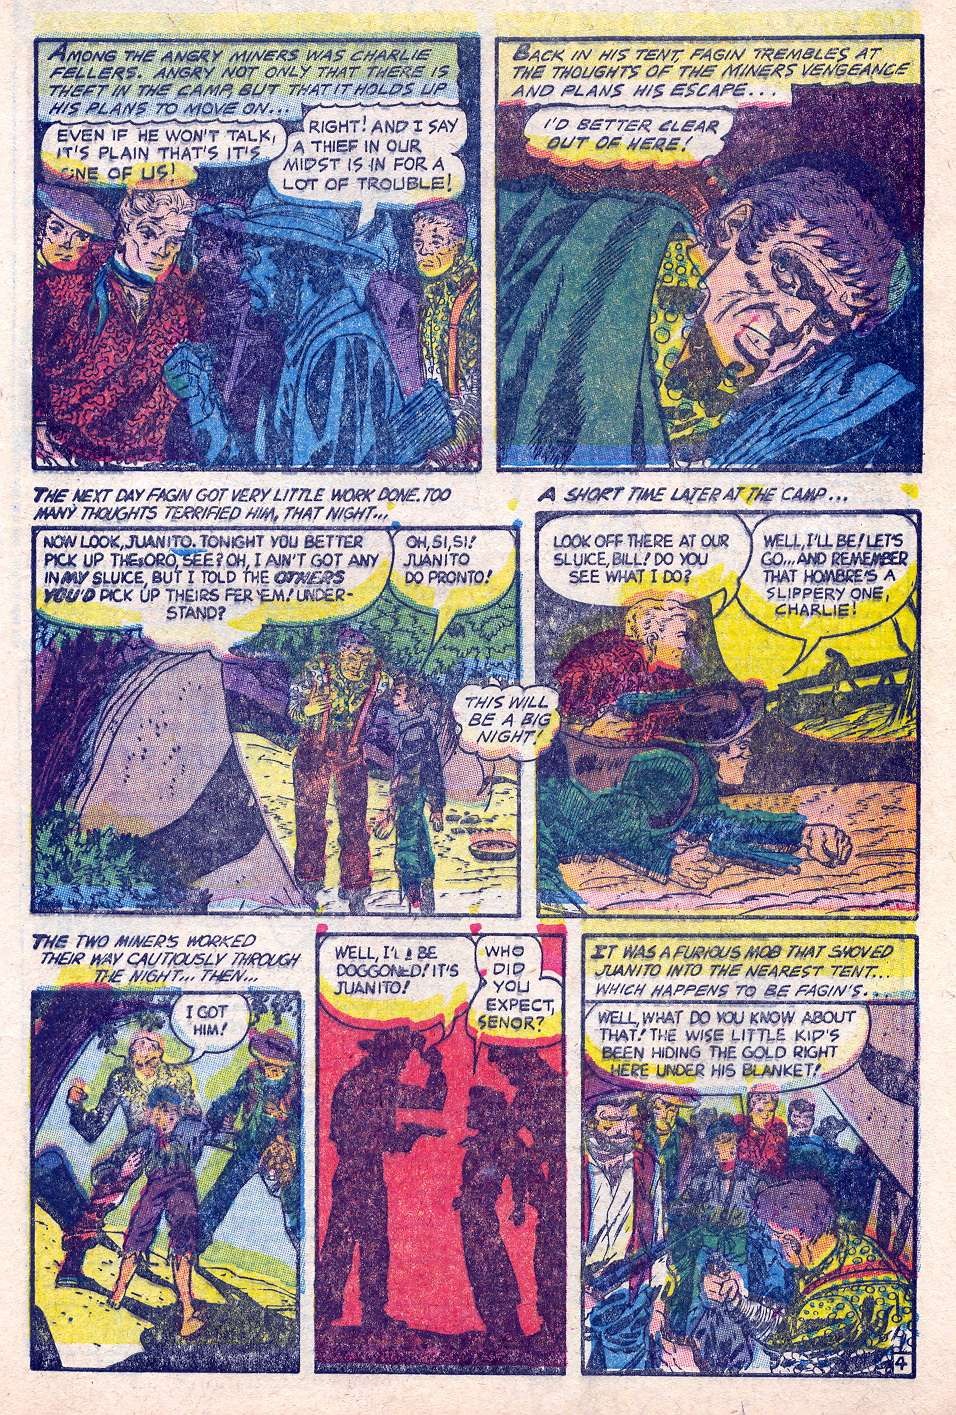 AMONG THE ANGRY MINERS WAS CHARLIE
FELLERS. ANGRY NOT ONLY THAT THERE IS
THEFT IN THE CAMP, BUT THAT IT HOLDS UP
HIS PLANS TO MOVE ON...
EVEN IF HE WON'T TALK,
IT'S PLAIN THAT'S IT'S
ONE OF US!
RIGHT! AND I SAY
A THIEF IN OUR
MIDST IS IN FOR A
LOT OF TROUBLE!
BACK IN HIS TENT, FAGIN TREMBLES AT
THE THOUGHTS OF THE MINERS VENGEANCE
AND PLANS HIS ESCAPE...
I'D BETTER CLEAR
OUT OF HERE!
THE NEXT DAY FAGIN GOT VERY LITTLE WORK DONE. TOO
MANY THOUGHTS TERRIFIED HIM, THAT NIGHT...
NOW LOOK, JUANITO. TONIGHT YOU BETTER
PICK UP THE ORO, SEE? OH, I AIN'T GOT ANY
IN MY SLUICE, BUT I TOLD THE OTHERS
YOU'D PICK UP THEIRS FER 'EM! UNDER-
STAND?
OH, SI, SI!
JUANITO
DO PRONTO!
THIS WILL
BE A BIG
NIGHT!
A SHORT TIME LATER AT THE CAMP...
LOOK OFF THERE AT OUR
SLUICE, BILL! DO YOU
SEE WHAT I DO?
WELL, I'LL BE! LET'S
GO... AND REMEMBER
THAT HOMBRE'S A
SLIPPERY ONE,
CHARLIE!
THE TWO MINER'S WORKED
THEIR WAY CAUTIOUSLY THROUGH
THE NIGHT... THEN...
I GOT
HIM!
WELL, I'LL BE
DOGGONED! IT'S
JUANITO!
WHO
DID
YOU
EXPECT,
SENOR?
IT WAS A FURIOUS MOB THAT SHOVED
JUANITO INTO THE NEAREST TENT...
WHICH HAPPENS TO BE FAGIN'S...
WELL, WHAT DO YOU KNOW ABOUT
THAT! THE WISE LITTLE KID'S
BEEN HIDING THE GOLD RIGHT
HERE UNDER HIS BLANKET!
4